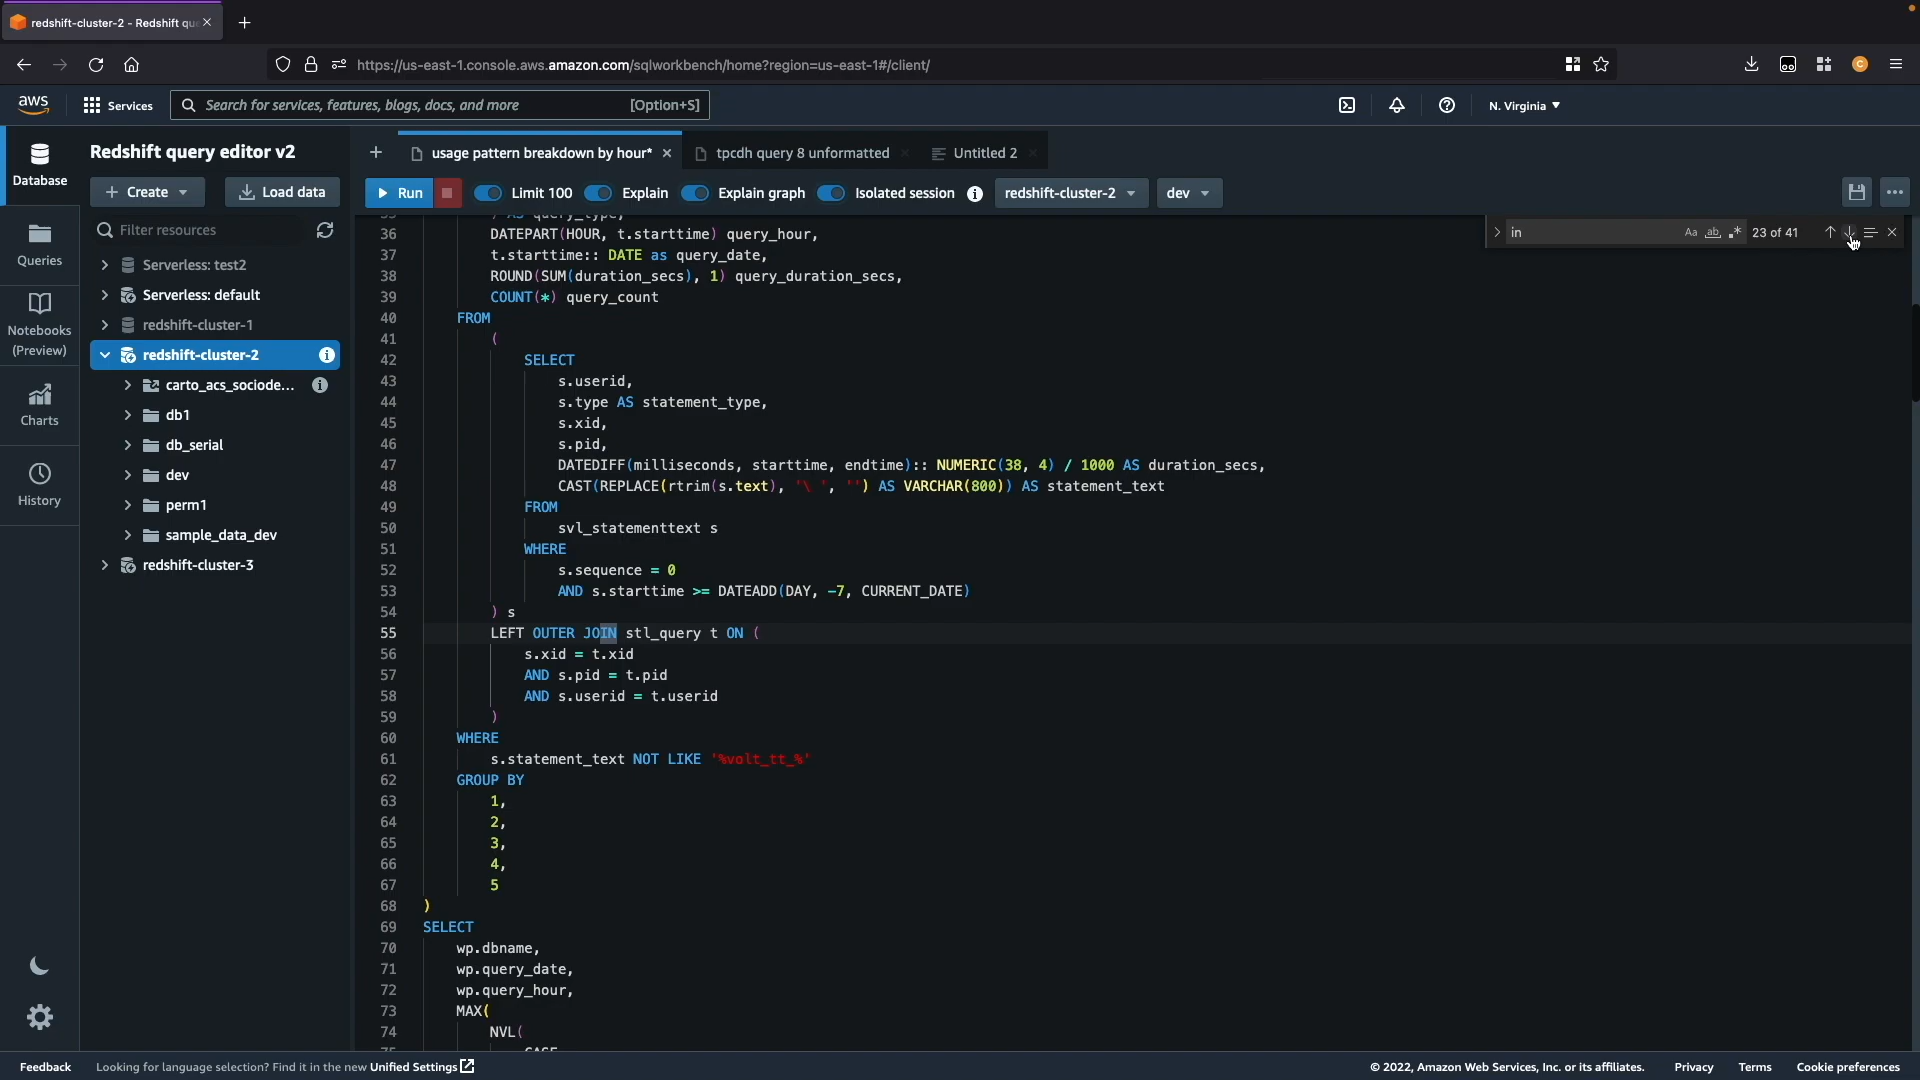 redshift-cluster-2 - Redshift qu
https://us-east-1.console.aws.amazon.com/sqlworkbench/home?region=us-east-1#/client/
C
aws
Services
Search for services, features, blogs, docs, and more
[Option+S]
N. Virginia
Database
Queries
Notebooks
(Preview)
Charts
History
Redshift query editor v2
Create
Load data
Filter resources
Serverless: test2
Serverless: default
redshift-cluster-1
redshift-cluster-2
carto_acs_sociode...
db1
db_serial
dev
perm1
sample_data_dev
redshift-cluster-3
usage pattern breakdown by hour*
tpcdh query 8 unformatted
Untitled 2
Run
Limit 100
Explain
Explain graph
Isolated session
redshift-cluster-2
dev
in
Aa
ab
23 of 41
35 ) AS query_type,
36 DATEPART(HOUR, t.starttime) query_hour,
37 t.starttime:: DATE as query_date,
38 ROUND(SUM(duration_secs), 1) query_duration_secs,
39 COUNT(*) query_count
40 FROM
41 (
42 SELECT
43 s.userid,
44 s.type AS statement_type,
45 s.xid,
46 s.pid,
47 DATEDIFF(milliseconds, starttime, endtime):: NUMERIC(38, 4) / 1000 AS duration_secs,
48 CAST(REPLACE(rtrim(s.text), '\ ', '') AS VARCHAR(800)) AS statement_text
49 FROM
50 svl_statementtext s
51 WHERE
52 s.sequence = 0
53 AND s.starttime >= DATEADD(DAY, -7, CURRENT_DATE)
54 ) s
55 LEFT OUTER JOIN stl_query t ON (
56 s.xid = t.xid
57 AND s.pid = t.pid
58 AND s.userid = t.userid
59 )
60 WHERE
61 s.statement_text NOT LIKE '%volt_tt_%'
62 GROUP BY
63 1,
64 2,
65 3,
66 4,
67 5
68 )
69 SELECT
70 wp.dbname,
71 wp.query_date,
72 wp.query_hour,
73 MAX(
74 NVL(
75 CASE
Feedback
Looking for language selection? Find it in the new Unified Settings
© 2022, Amazon Web Services, Inc. or its affiliates.
Privacy
Terms
Cookie preferences